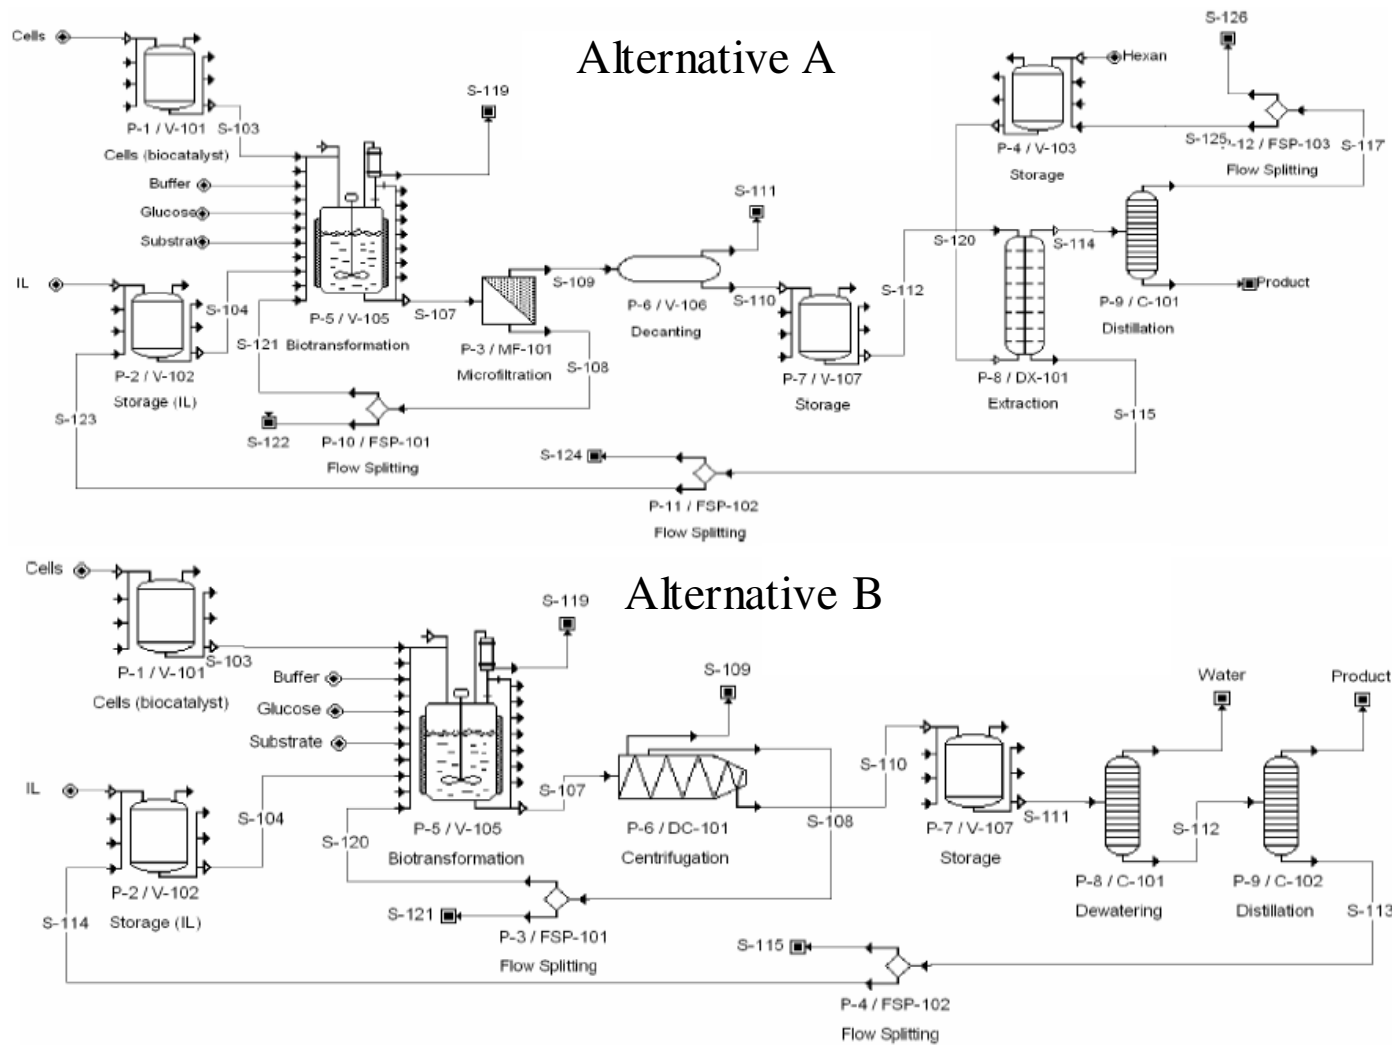 Alternative A
Cells
P-1 / V-101
S-103
Cells (biocatalyst)
Buffer
Glucose
Substrat
IL
S-104
P-2 / V-102
Storage (IL)
S-123
S-121
S-119
P-5 / V-105
Biotransformation
S-107
P-3 / MF-101
Microfiltration
S-109
S-108
S-122
P-10 / FSP-101
Flow Splitting
S-111
P-6 / V-106
S-110
Decanting
P-7 / V-107
Storage
S-112
S-124
P-11 / FSP-102
Flow Splitting
S-126
Hexan
P-4 / V-103
Storage
S-125
-12 / FSP-103
Flow Splitting
S-117
S-120
S-114
P-8 / DX-101
Extraction
S-115
P-9 / C-101
Distillation
Product
Alternative B
Cells
P-1 / V-101
S-103
Cells (biocatalyst)
Buffer
Glucose
Substrate
IL
S-104
P-2 / V-102
Storage (IL)
S-114
S-120
S-119
P-5 / V-105
Biotransformation
S-107
S-109
P-6 / DC-101
Centrifugation
S-108
S-110
S-121
P-3 / FSP-101
Flow Splitting
P-7 / V-107
Storage
S-111
Water
P-8 / C-101
Dewatering
S-112
Product
P-9 / C-102
Distillation
S-113
S-115
P-4 / FSP-102
Flow Splitting